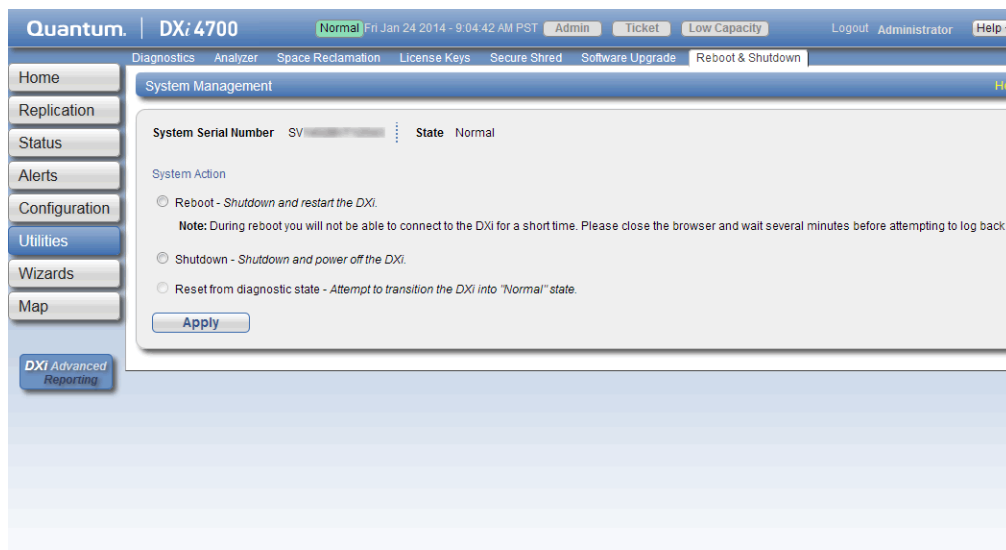 Quantum. DXi 4700 Normal Fri Jan 24 2014 - 9:04:42 AM PST Admin Ticket Low Capacity Logout Administrator Help
Diagnostics Analyzer Space Reclamation License Keys Secure Shred Software Upgrade Reboot & Shutdown
Home
Replication
Status
Alerts
Configuration
Utilities
Wizards
Map
DXi Advanced
Reporting
System Management
System Serial Number SV State Normal
System Action
Reboot - Shutdown and restart the DXi.
Note: During reboot you will not be able to connect to the DXi for a short time. Please close the browser and wait several minutes before attempting to log back
Shutdown - Shutdown and power off the DXi.
Reset from diagnostic state - Attempt to transition the DXi into "Normal" state.
Apply